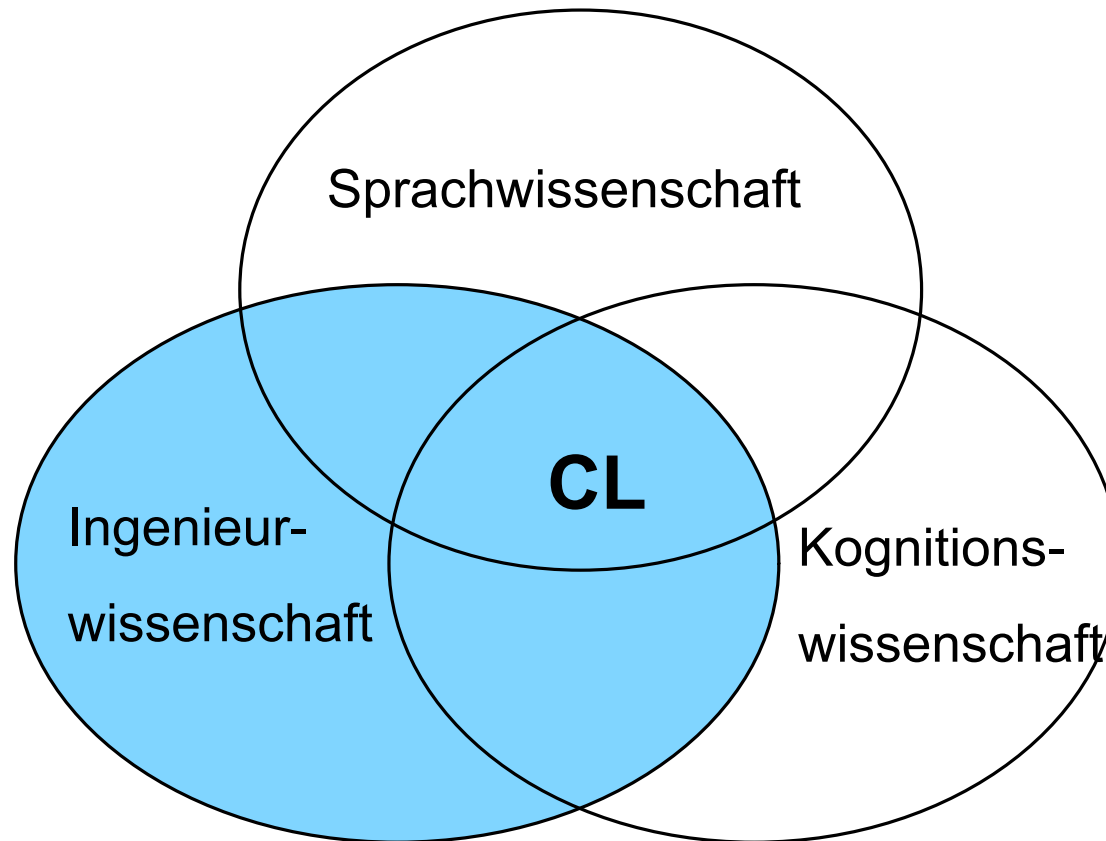 Sprachwissenschaft
CL
Ingenieur-
wissenschaft
Kognitions-
wissenschaft